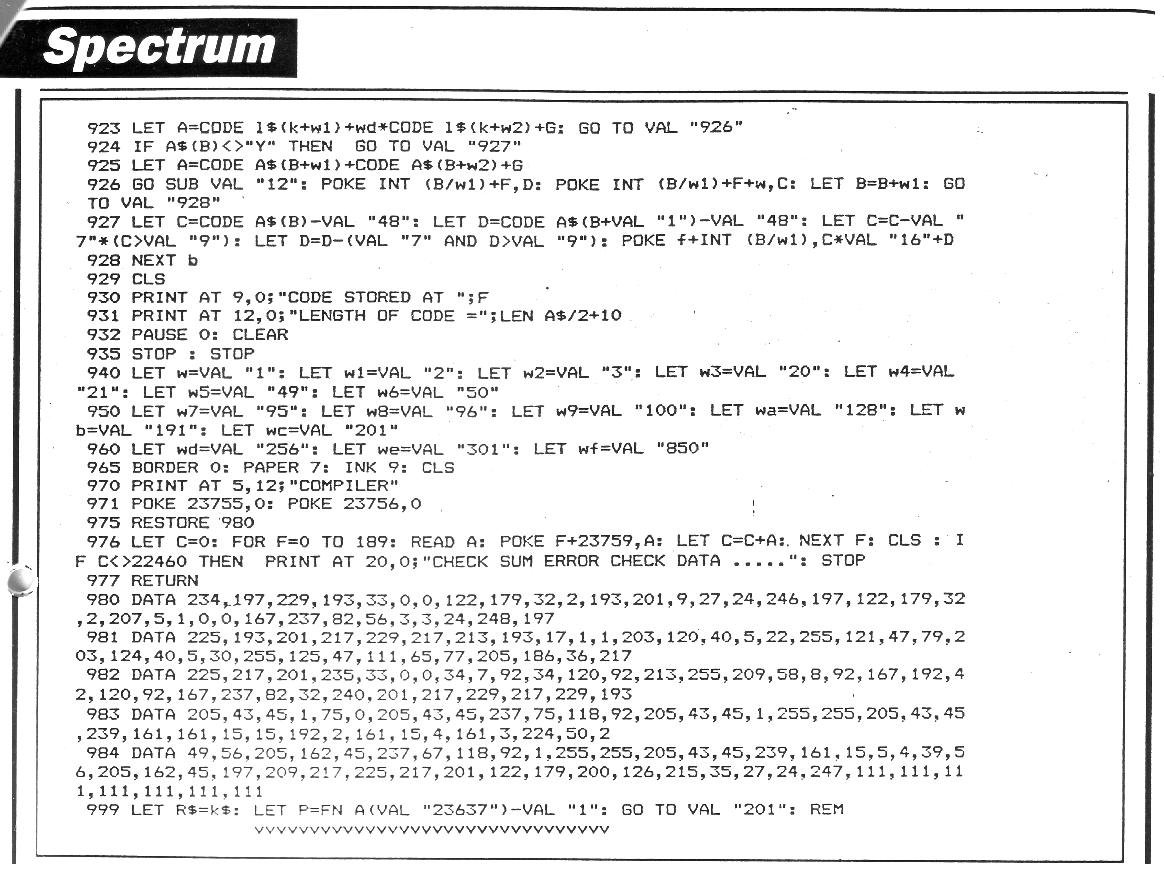 Spectrum
923 LET A=CODE l$(k+w1)+wd*CODE l$(k+w2)+G: GO TO VAL "926"
924 IF A$(B)<>"Y" THEN  GO TO VAL "927"
925 LET A=CODE A$(B+w1)+CODE A$(B+w2)+G
926 GO SUB VAL "12": POKE INT (B/w1)+F,D: POKE INT (B/w1)+F+w,C: LET B=B+w1: GO
TO VAL "928"
927 LET C=CODE A$(B)-VAL "48": LET D=CODE A$(B+VAL "1")-VAL "48": LET C=C-VAL "
7"*(C>VAL "9"): LET D=D-(VAL "7" AND D>VAL "9"): POKE f+INT (B/w1),C*VAL "16"+D
928 NEXT b
929 CLS
930 PRINT AT 9,0;"CODE STORED AT ";F
931 PRINT AT 12,0;"LENGTH OF CODE =";LEN A$/2+10
932 PAUSE 0: CLEAR
935 STOP : STOP
940 LET w=VAL "1": LET w1=VAL "2": LET w2=VAL "3": LET w3=VAL "20": LET w4=VAL
"21": LET w5=VAL "49": LET w6=VAL "50"
950 LET w7=VAL "95": LET w8=VAL "96": LET w9=VAL "100": LET wa=VAL "128": LET w
b=VAL "191": LET wc=VAL "201"
960 LET wd=VAL "256": LET we=VAL "301": LET wf=VAL "850"
965 BORDER 0: PAPER 7: INK 9: CLS
970 PRINT AT 5,12;"COMPILER"
971 POKE 23755,0: POKE 23756,0
975 RESTORE 980
976 LET C=0: FOR F=0 TO 189: READ A: POKE F+23759,A: LET C=C+A: NEXT F: CLS : I
F C<>22460 THEN  PRINT AT 20,0;"CHECK SUM ERROR CHECK DATA .....": STOP
977 RETURN
980 DATA 234,197,229,193,33,0,0,122,179,32,2,193,201,9,27,24,246,197,122,179,32
,2,207,5,1,0,0,167,237,82,56,3,3,24,248,197
981 DATA 225,193,201,217,229,217,213,193,17,1,1,203,120,40,5,22,255,121,47,79,2
03,124,40,5,30,255,125,47,111,65,77,205,186,36,217
982 DATA 225,217,201,235,33,0,0,34,7,92,34,120,92,213,255,209,58,8,92,167,192,4
2,120,92,167,237,82,32,240,201,217,229,217,229,193
983 DATA 205,43,45,1,75,0,205,43,45,237,75,118,92,205,43,45,1,255,255,205,43,45
,239,161,161,15,15,192,2,161,15,4,161,3,224,50,2
984 DATA 49,56,205,162,45,237,67,118,92,1,255,255,205,43,45,239,161,15,5,4,39,5
6,205,162,45,197,209,217,225,217,201,122,179,200,126,215,35,27,24,247,111,111,11
1,111,111,111,111
999 LET R$=k$: LET P=FN A(VAL "23637")-VAL "1": GO TO VAL "201": REM
vvvvvvvvvvvvvvvvvvvvvvvvvvvvvvvv